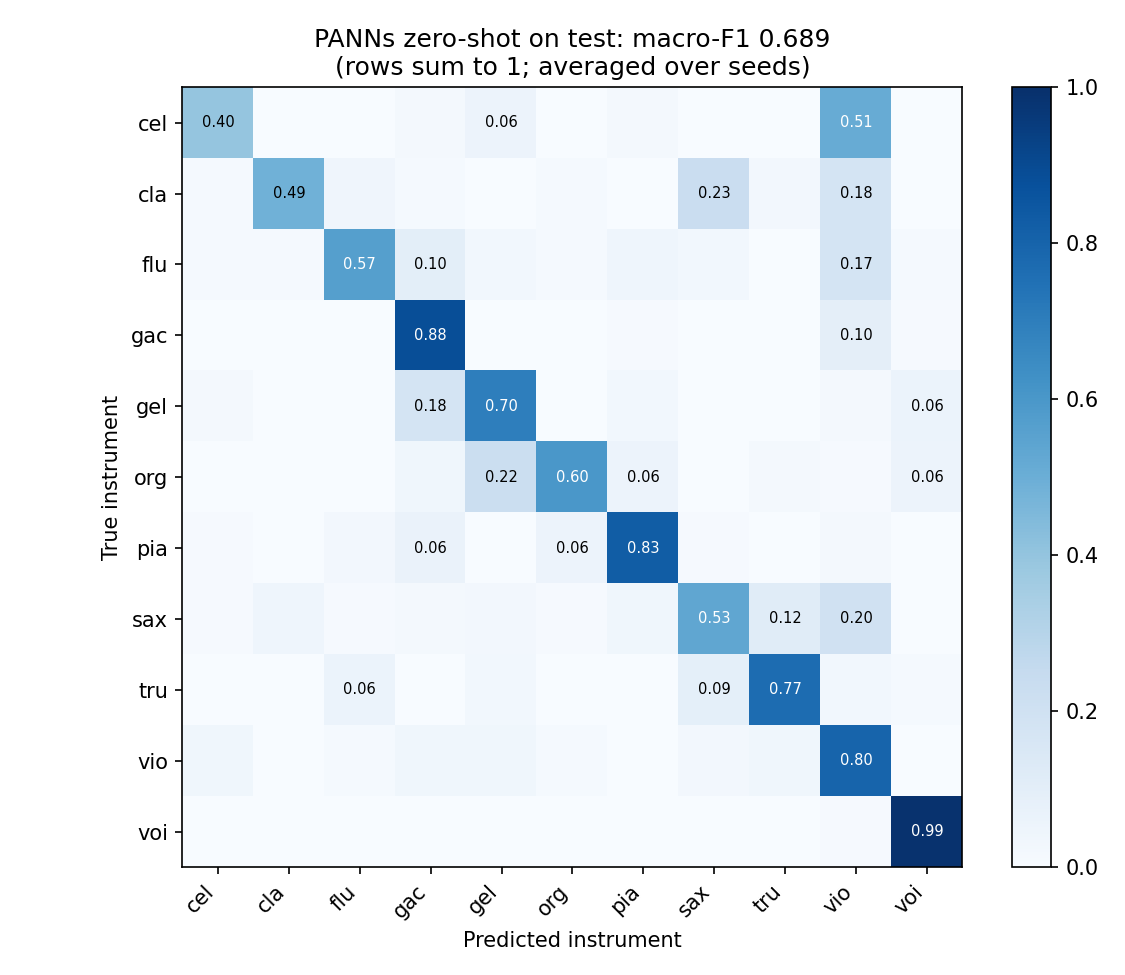 PANNs zero-shot on test: macro-F1 0.689
(rows sum to 1; averaged over seeds)
True instrument
cel 0.40 0.06 0.51
cla 0.49 0.23 0.18
flu 0.57 0.10 0.17
gac 0.88 0.10
gel 0.18 0.70 0.06
org 0.22 0.60 0.06 0.06
pia 0.06 0.06 0.83
sax 0.53 0.12 0.20
tru 0.06 0.09 0.77
vio 0.80
voi 0.99
cel cla flu gac gel org pia sax tru vio voi
Predicted instrument
1.0
0.8
0.6
0.4
0.2
0.0